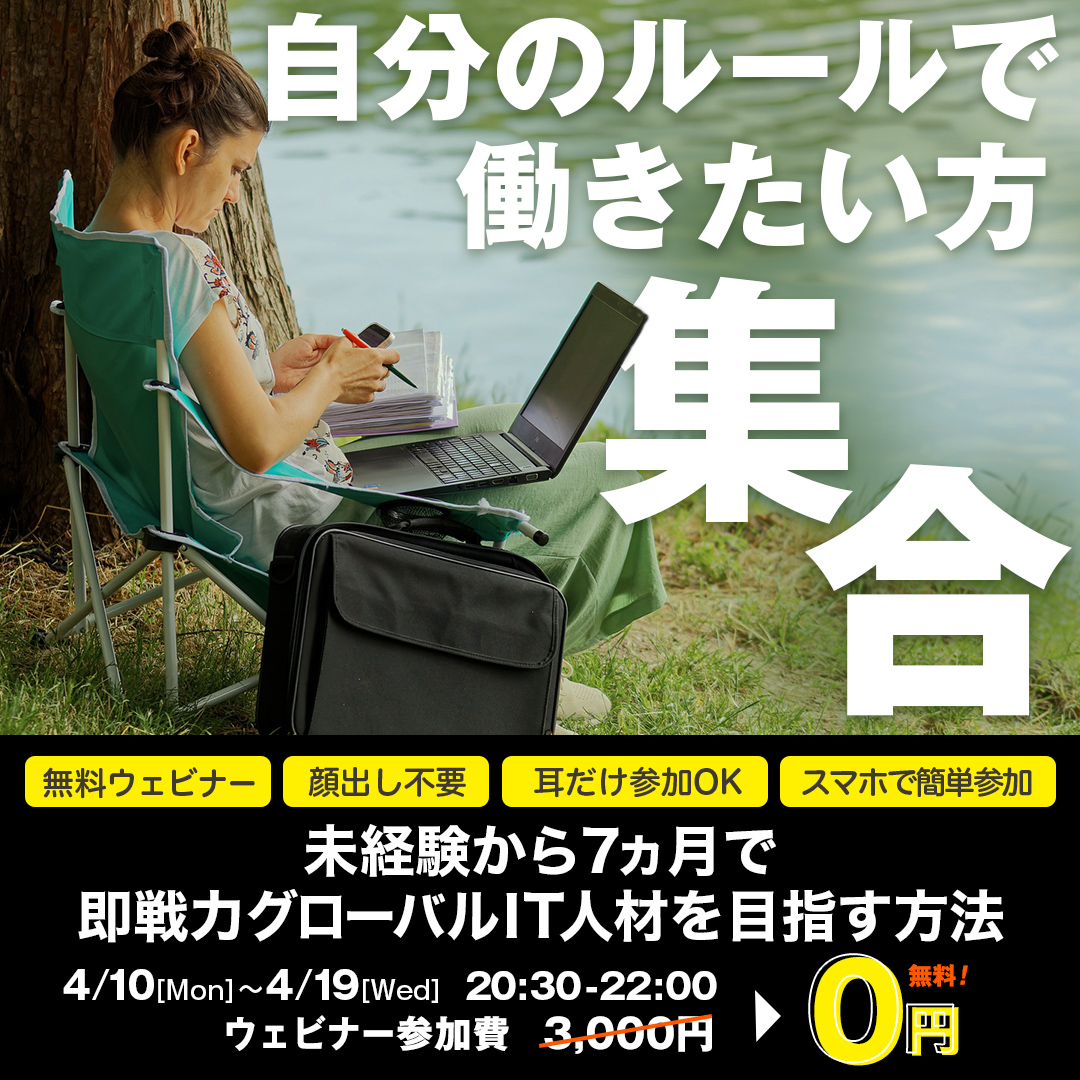 自分のルールで
働きたい方
集
合
無料ウェビナー 顔出し不要 耳だけ参加OK スマホで簡単参加
未経験から7ヵ月で
即戦力グローバルIT人材を目指す方法
4/10[Mon]～4/19[Wed] 20:30-22:00
ウェビナー参加費 3,000円
無料!
0円